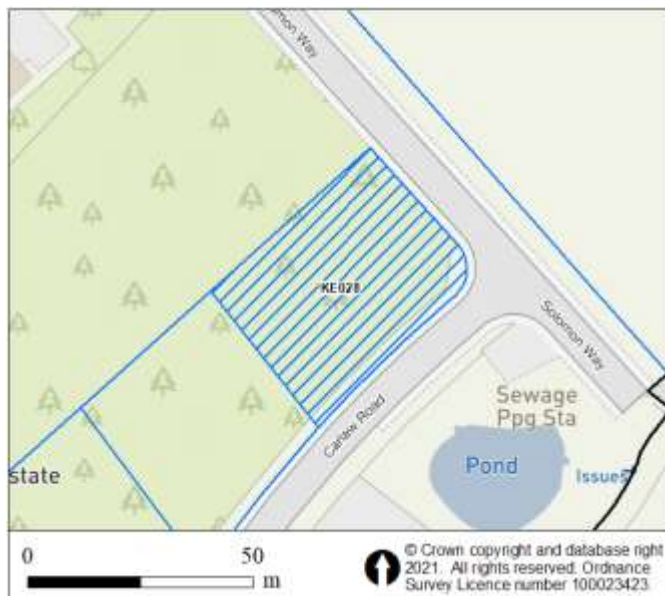 Solomon Way
KE028
Solomon Way
Canaw Road
Sewage
Ppg Sta
Pond
Issues
state
0 50
m
© Crown copyright and database right
2021. All rights reserved. Ordnance
Survey Licence number 100023423.